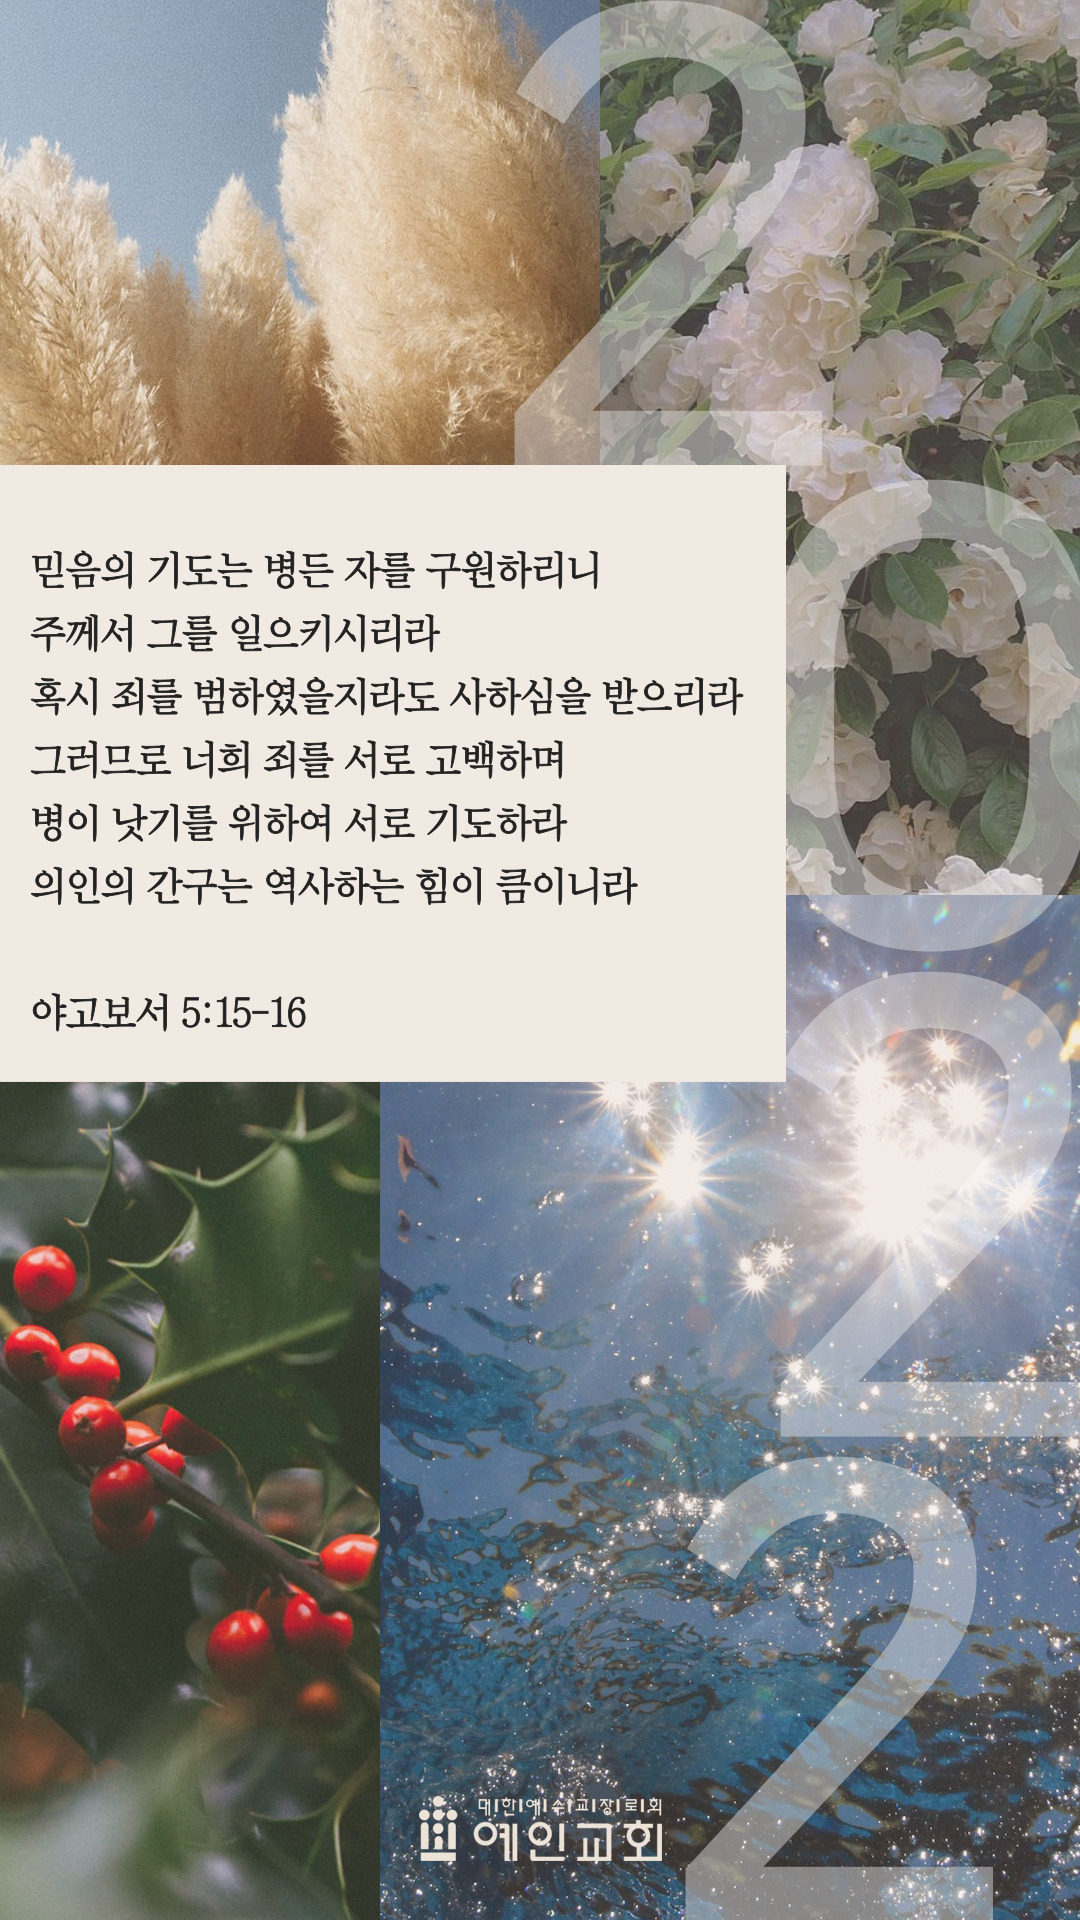 2022
믿음의 기도는 병든 자를 구원하리니
주께서 그를 일으키시리라
혹시 죄를 범하였을지라도 사하심을 받으리라
그러므로 너희 죄를 서로 고백하며
병이 낫기를 위하여 서로 기도하라
의인의 간구는 역사하는 힘이 큼이니라
야고보서 5:15-16
대한예수교장로회
예인교회